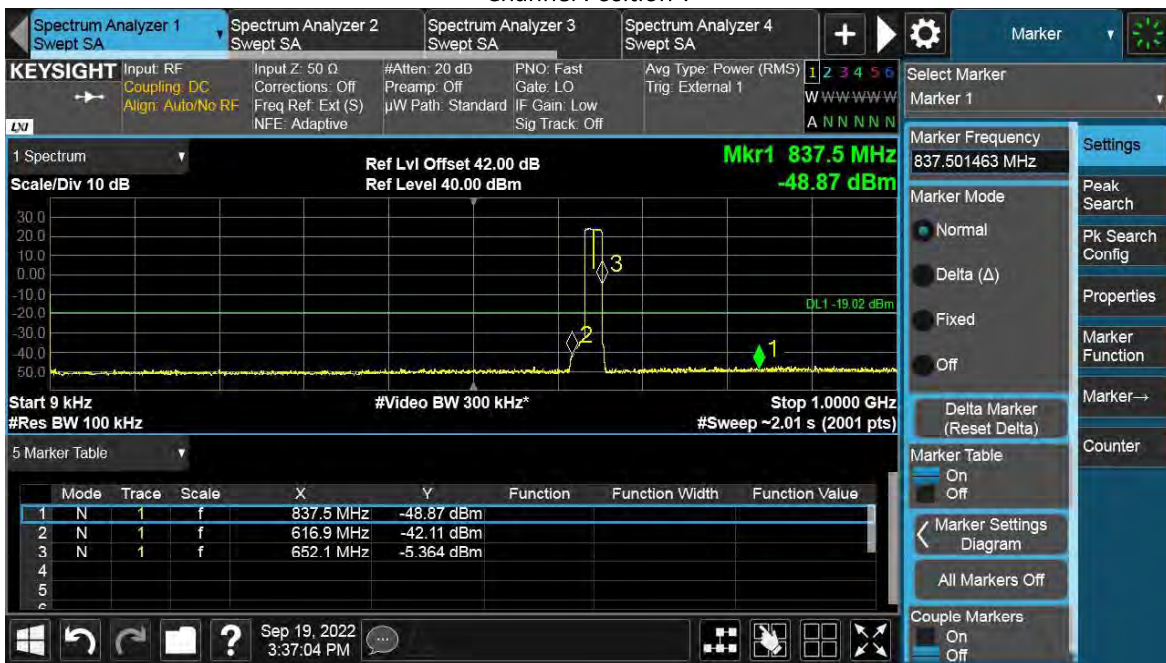 Spectrum Analyzer 1
Swept SA
Spectrum Analyzer 2
Swept SA
Spectrum Analyzer 3
Swept SA
Spectrum Analyzer 4
Swept SA
+
Marker
KEYSIGHT
LXI
Input: RF
Coupling: DC
Align: Auto/No RF
Input Z: 50 Ω
Corrections: Off
Freq Ref: Ext (S)
NFE: Adaptive
#Atten: 20 dB
Preamp: Off
µW Path: Standard
PNO: Fast
Gate: LO
IF Gain: Low
Sig Track: Off
Avg Type: Power (RMS)
Trig: External 1
1 2 3 4 5 6
W W W W W W
A N N N N N
Select Marker
Marker 1
1 Spectrum
Scale/Div 10 dB
Ref Lvl Offset 42.00 dB
Ref Level 40.00 dBm
Mkr1 837.5 MHz
-48.87 dBm
30.0
20.0
10.0
0.00
-10.0
-20.0
-30.0
-40.0
50.0
3
DL1 -19.02 dBm
2
1
Start 9 kHz
#Video BW 300 kHz*
Stop 1.0000 GHz
#Res BW 100 kHz
#Sweep ~2.01 s (2001 pts)
5 Marker Table
Mode Trace Scale X Y Function Function Width Function Value
1 N 1 f 837.5 MHz -48.87 dBm
2 N 1 f 616.9 MHz -42.11 dBm
3 N 1 f 652.1 MHz -5.364 dBm
4
5
Sep 19, 2022
3:37:04 PM
?
Marker Frequency
837.501463 MHz
Marker Mode
Normal
Delta (Δ)
Fixed
Off
Delta Marker
(Reset Delta)
Marker Table
On
Off
Marker Settings
Diagram
All Markers Off
Couple Markers
On
Off
Settings
Peak
Search
Pk Search
Config
Properties
Marker
Function
Marker→
Counter